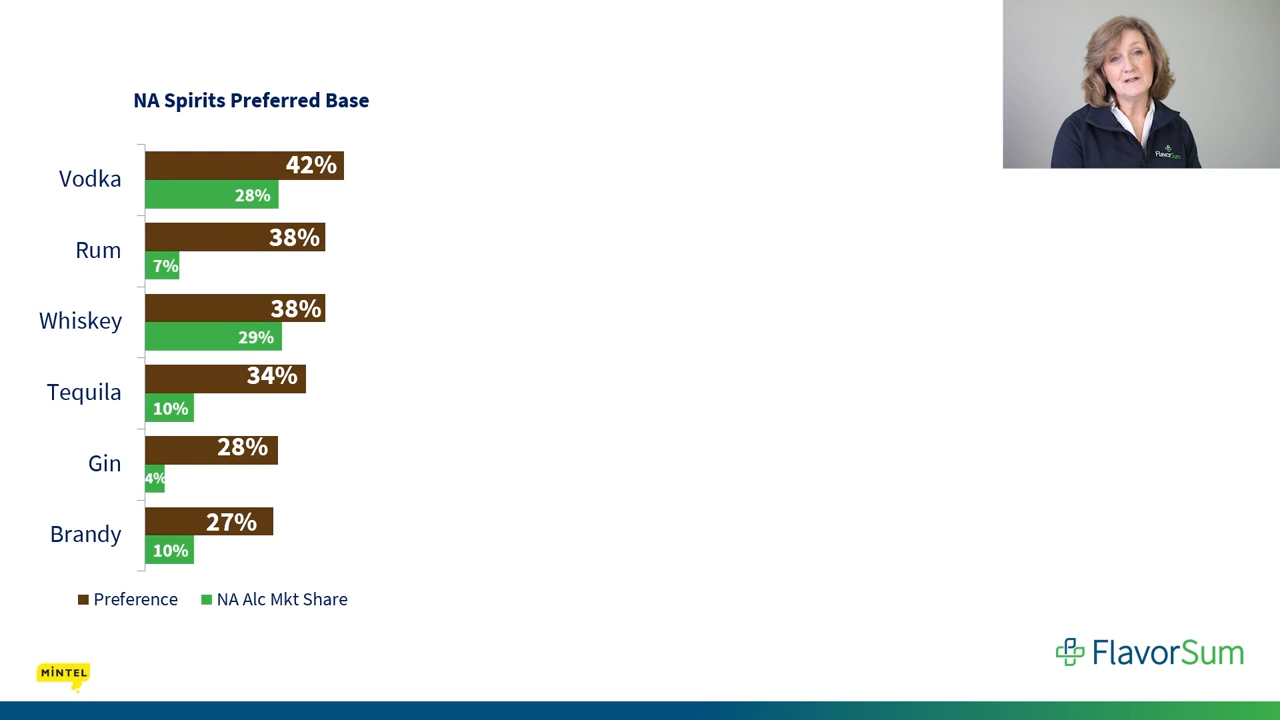 NA Spirits Preferred Base
Vodka
42%
28%
Rum
38%
7%
Whiskey
38%
29%
Tequila
34%
10%
Gin
28%
4%
Brandy
27%
10%
Preference NA Alc Mkt Share
MiNTEL
FlavorSum
FlavorSum